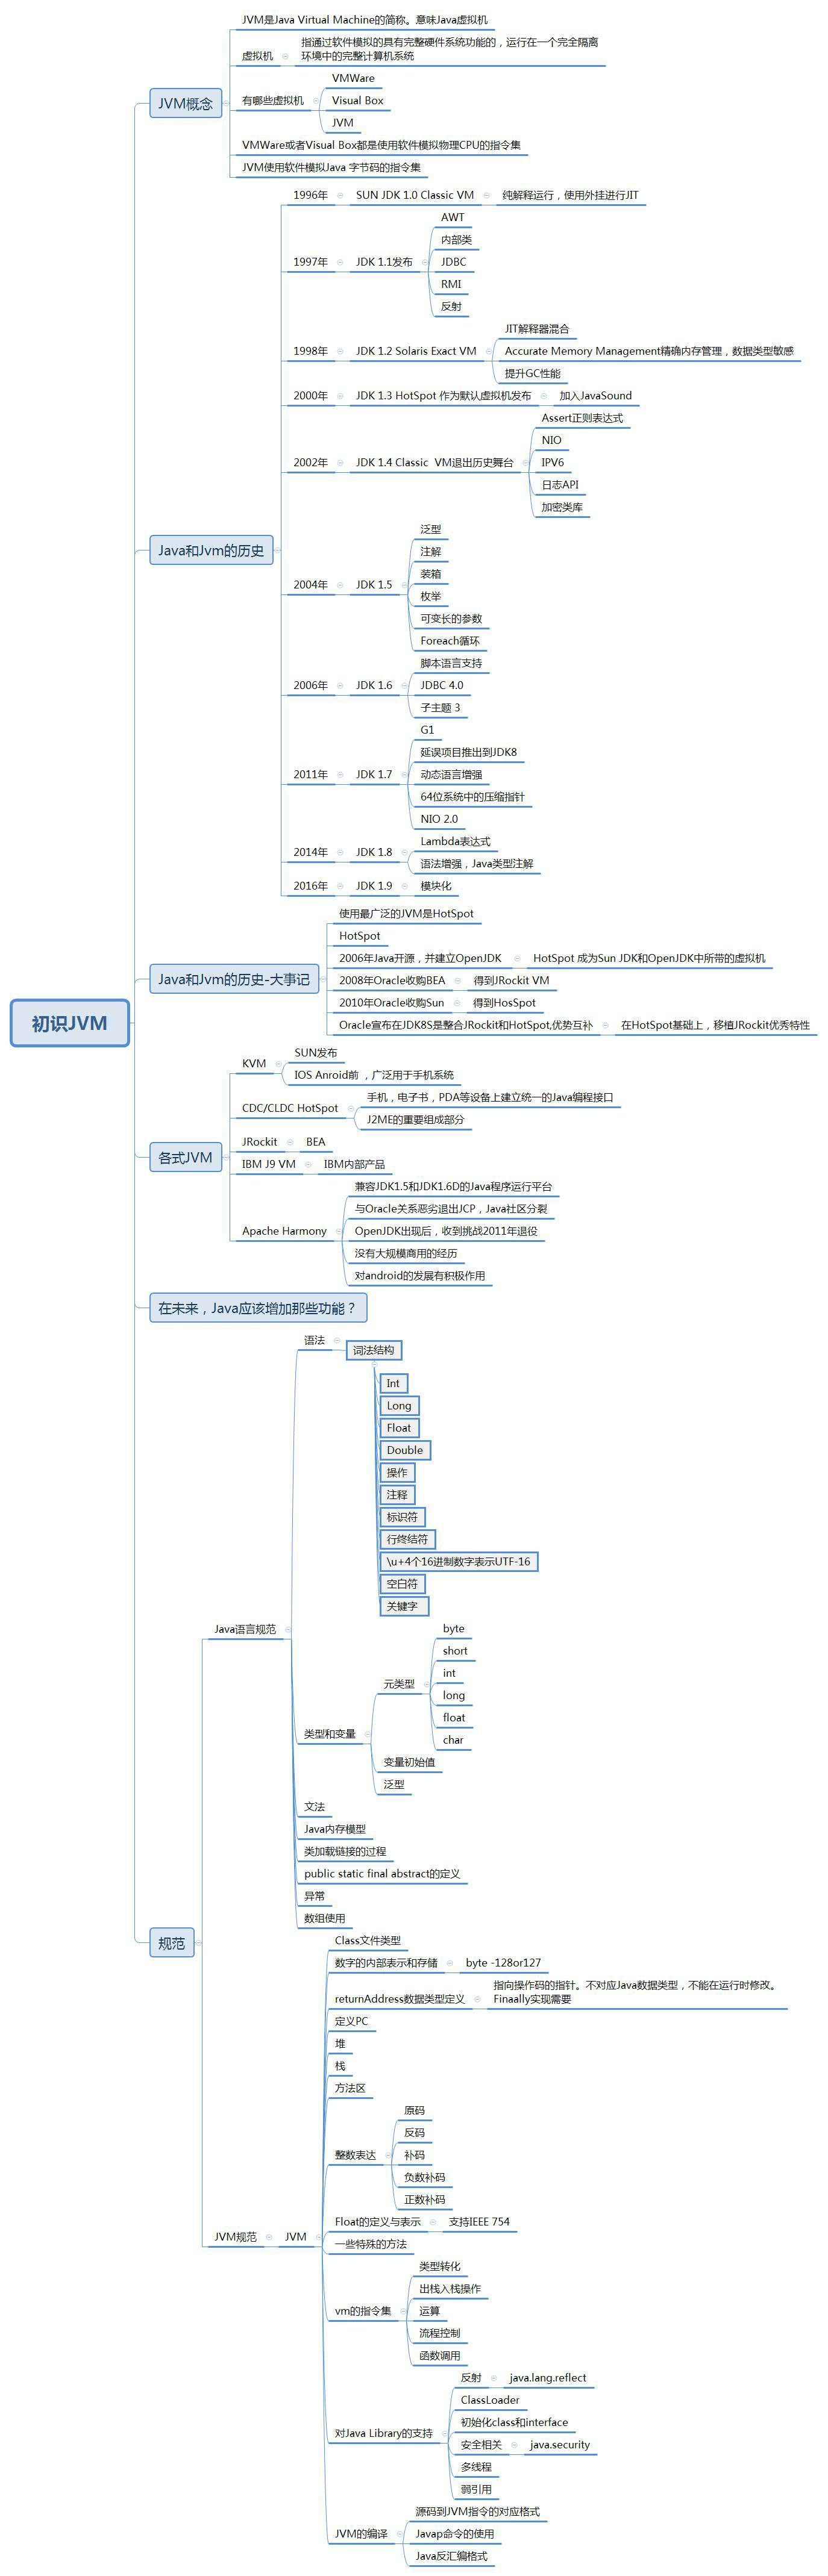 初识JVM
JVM概念
JVM是Java Virtual Machine的简称。意味Java虚拟机
虚拟机
指通过软件模拟的具有完整硬件系统功能的，运行在一个完全隔离
环境中的完整计算机系统
有哪些虚拟机
VMWare
Visual Box
JVM
VMWare或者Visual Box都是使用软件模拟物理CPU的指令集
JVM使用软件模拟Java 字节码的指令集
Java和Jvm的历史
1996年
SUN JDK 1.0 Classic VM
纯解释运行，使用外挂进行JIT
1997年
JDK 1.1发布
AWT
内部类
JDBC
RMI
反射
1998年
JDK 1.2 Solaris Exact VM
JIT解释器混合
Accurate Memory Management精确内存管理，数据类型敏感
提升GC性能
2000年
JDK 1.3 HotSpot 作为默认虚拟机发布
加入JavaSound
2002年
JDK 1.4 Classic VM退出历史舞台
Assert正则表达式
NIO
IPV6
日志API
加密类库
2004年
JDK 1.5
泛型
注解
装箱
枚举
可变长的参数
Foreach循环
2006年
JDK 1.6
脚本语言支持
JDBC 4.0
子主题 3
2011年
JDK 1.7
G1
延误项目推出到JDK8
动态语言增强
64位系统中的压缩指针
NIO 2.0
2014年
JDK 1.8
Lambda表达式
语法增强，Java类型注解
2016年
JDK 1.9
模块化
Java和Jvm的历史-大事记
使用最广泛的JVM是HotSpot
HotSpot
2006年Java开源，并建立OpenJDK
HotSpot 成为Sun JDK和OpenJDK中所带的虚拟机
2008年Oracle收购BEA
得到JRockit VM
2010年Oracle收购Sun
得到HosSpot
Oracle宣布在JDK8S是整合JRockit和HotSpot,优势互补
在HotSpot基础上，移植JRockit优秀特性
各式JVM
KVM
SUN发布
IOS Anroid前 ，广泛用于手机系统
CDC/CLDC HotSpot
手机，电子书，PDA等设备上建立统一的Java编程接口
J2ME的重要组成部分
JRockit
BEA
IBM J9 VM
IBM内部产品
Apache Harmony
兼容JDK1.5和JDK1.6D的Java程序运行平台
与Oracle关系恶劣退出JCP，Java社区分裂
OpenJDK出现后，收到挑战2011年退役
没有大规模商用的经历
对android的发展有积极作用
在未来，Java应该增加那些功能？
规范
Java语言规范
语法
词法结构
Int
Long
Float
Double
操作
注释
标识符
行终结符
\u+4个16进制数字表示UTF-16
空白符
关键字
类型和变量
元类型
byte
short
int
long
float
char
变量初始值
泛型
文法
Java内存模型
类加载链接的过程
public static final abstract的定义
异常
数组使用
JVM规范
JVM
Class文件类型
数字的内部表示和存储
byte -128or127
returnAddress数据类型定义
指向操作码的指针。不对应Java数据类型，不能在运行时修改。
Finaally实现需要
定义PC
堆
栈
方法区
整数表达
原码
反码
补码
负数补码
正数补码
Float的定义与表示
支持IEEE 754
一些特殊的方法
vm的指令集
类型转化
出栈入栈操作
运算
流程控制
函数调用
对Java Library的支持
反射
java.lang.reflect
ClassLoader
初始化class和interface
安全相关
java.security
多线程
弱引用
JVM的编译
源码到JVM指令的对应格式
Javap命令的使用
Java反汇编格式